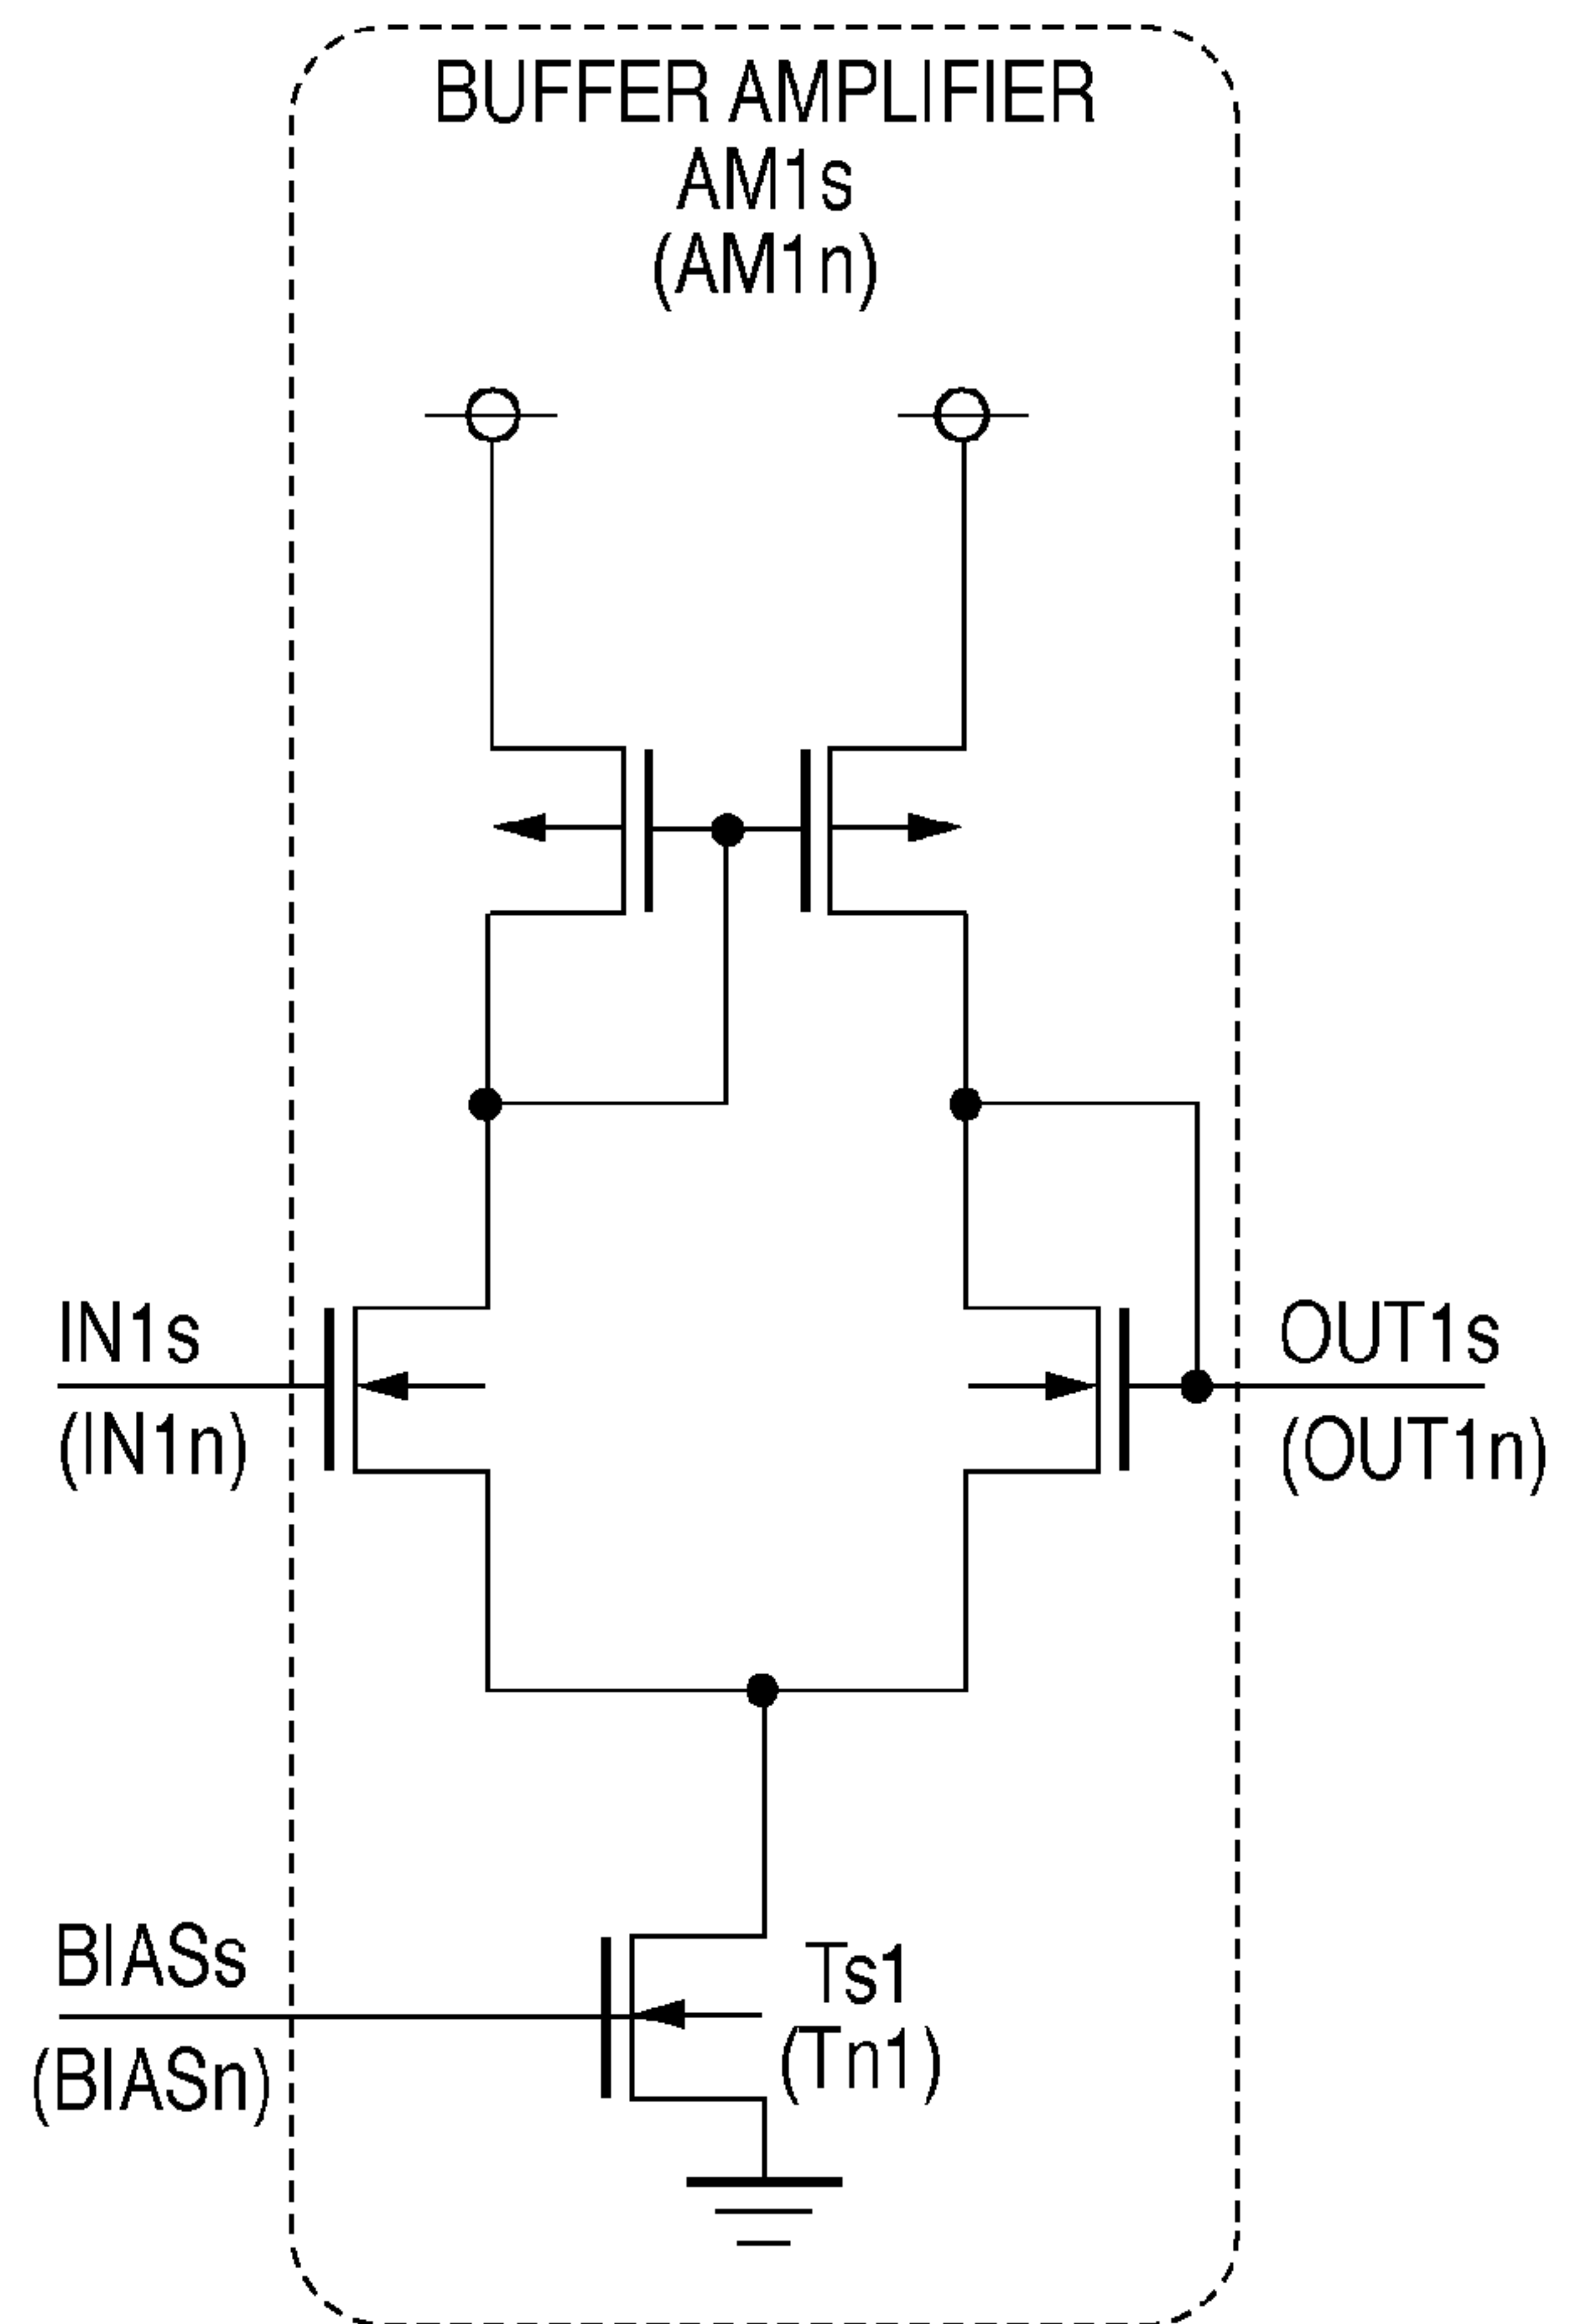 BUFFER AMPLIFIER
AM1s
(AM1n)
IN1s
(IN1n)
OUT1s
(OUT1n)
BIASs
(BIASn)
Ts1
(Tn1)